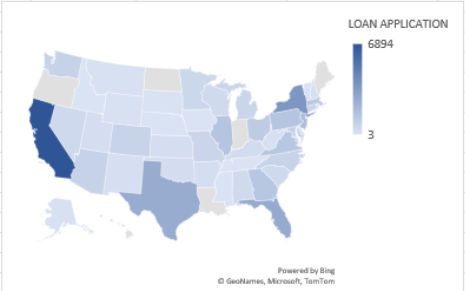 LOAN APPLICATION
6894
3
Powered by Bing
© GeoNames, Microsoft, TomTom